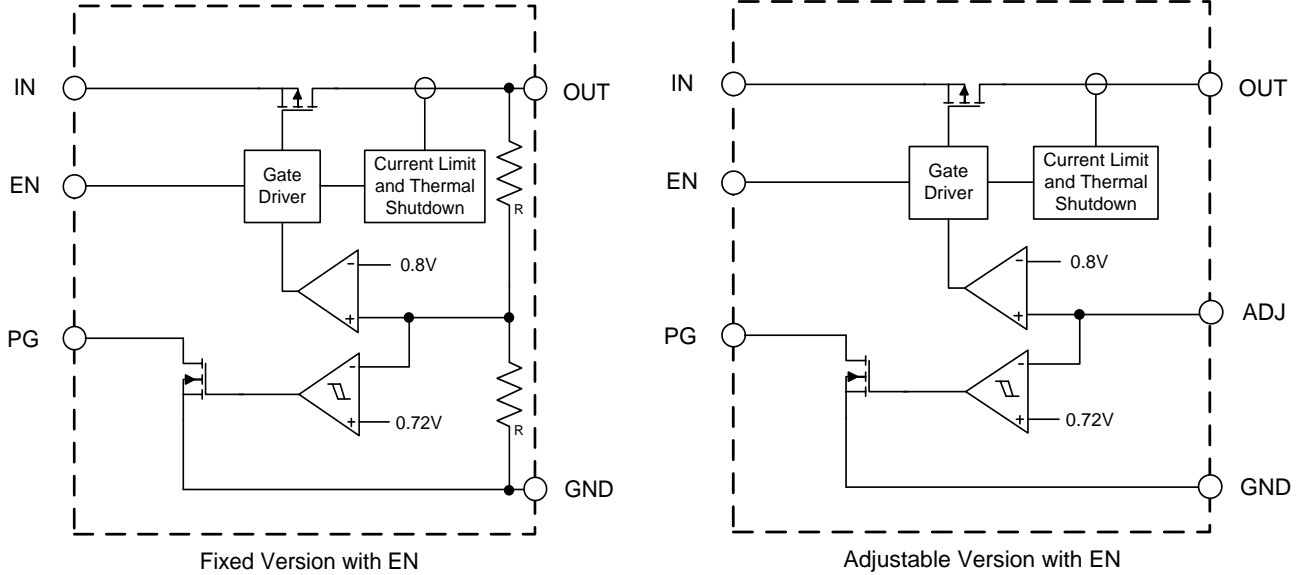 IN
OUT
EN
Gate
Driver
Current Limit
and Thermal
Shutdown
R
-
0.8V
+
PG
-
+
0.72V
R
GND
Fixed Version with EN
IN
OUT
EN
Gate
Driver
Current Limit
and Thermal
Shutdown
-
0.8V
+
ADJ
PG
-
+
0.72V
GND
Adjustable Version with EN